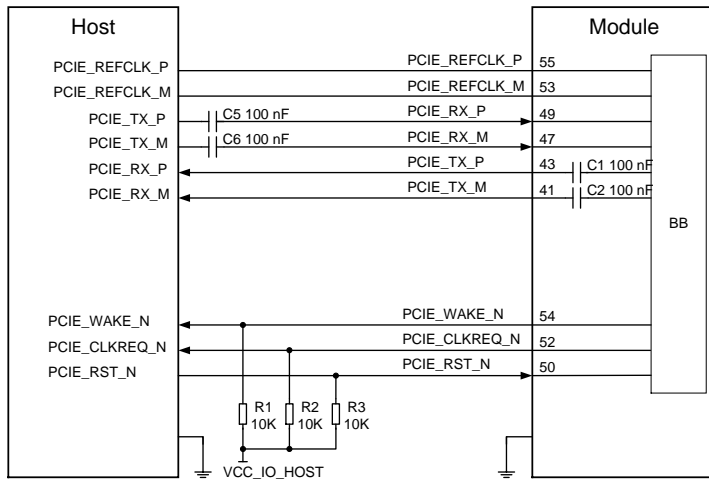 Host
Module
PCIE_REFCLK_P
PCIE_REFCLK_P
55
PCIE_REFCLK_M
PCIE_REFCLK_M
53
PCIE_TX_P
C5 100 nF
PCIE_RX_P
49
PCIE_TX_M
C6 100 nF
PCIE_RX_M
47
PCIE_RX_P
PCIE_TX_P
43
C1 100 nF
PCIE_RX_M
PCIE_TX_M
41
C2 100 nF
BB
PCIE_WAKE_N
PCIE_WAKE_N
54
PCIE_CLKREQ_N
PCIE_CLKREQ_N
52
PCIE_RST_N
PCIE_RST_N
50
R1
10K
R2
10K
R3
10K
VCC_IO_HOST